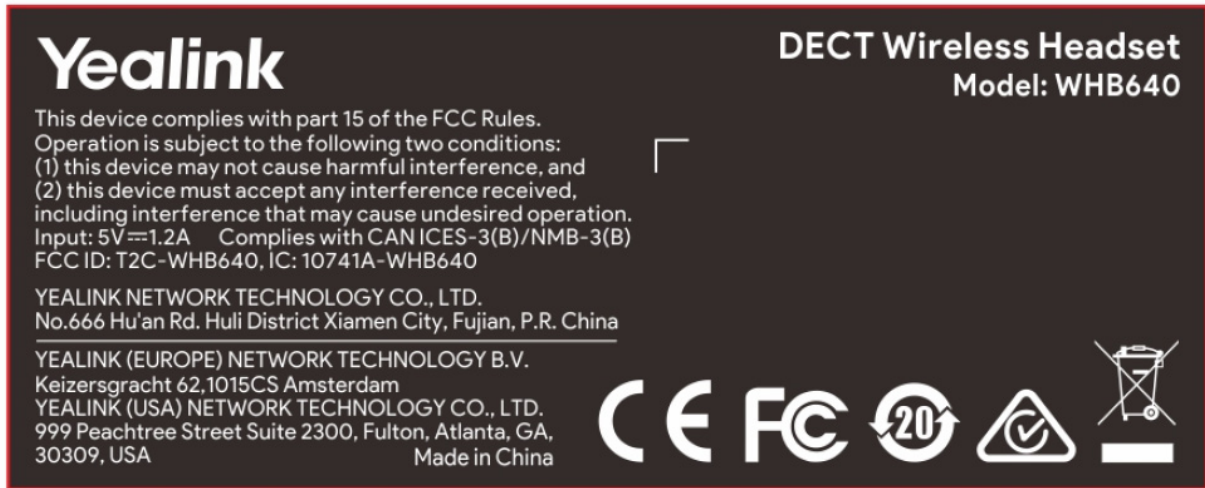 Yealink
DECT Wireless Headset
Model: WHB640
This device complies with part 15 of the FCC Rules.
Operation is subject to the following two conditions:
(1) this device may not cause harmful interference, and
(2) this device must accept any interference received,
including interference that may cause undesired operation.
Input: 5V⎓1.2A Complies with CAN ICES-3(B)/NMB-3(B)
FCC ID: T2C-WHB640, IC: 10741A-WHB640
YEALINK NETWORK TECHNOLOGY CO., LTD.
No.666 Hu'an Rd. Huli District Xiamen City, Fujian, P.R. China
YEALINK (EUROPE) NETWORK TECHNOLOGY B.V.
Keizersgracht 62,1015CS Amsterdam
YEALINK (USA) NETWORK TECHNOLOGY CO., LTD.
999 Peachtree Street Suite 2300, Fulton, Atlanta, GA,
30309, USA
Made in China
CE FC 20